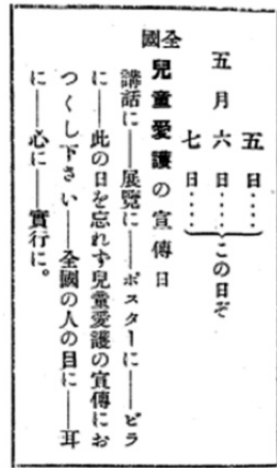 五日……
五月六日……この日ぞ
七日……
全國兒童愛護の宣傳日
講話に――展覽に――ポスターに――ビラ
に――此の日を忘れず兒童愛護の宣傳にお
つくし下さい――全國の人の目に――耳
に――心に――實行に。